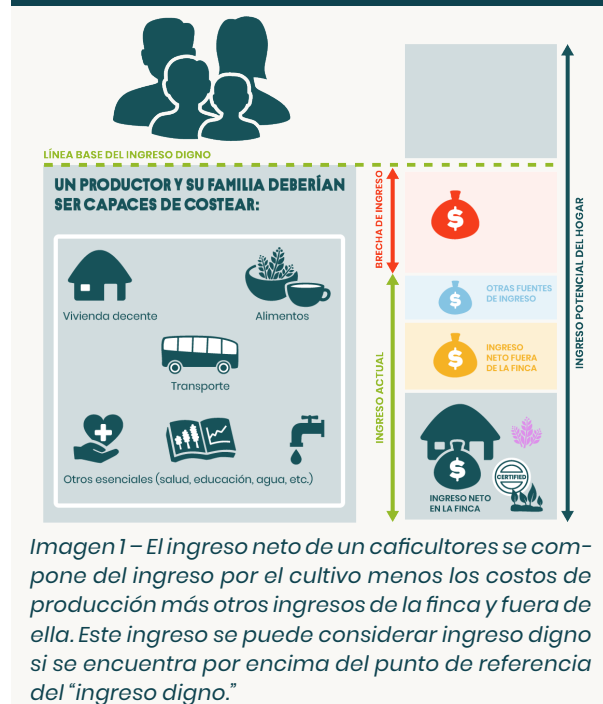 LÍNEA BASE DEL INGRESO DIGNO
UN PRODUCTOR Y SU FAMILIA DEBERÍAN
SER CAPACES DE COSTEAR:
Vivienda decente
Alimentos
Transporte
Otros esenciales (salud, educación, agua, etc.)
BRECHA DE INGRESO
INGRESO ACTUAL
$
$
OTRAS FUENTES
DE INGRESO
$
INGRESO
NETO FUERA
DE LA FINCA
$
CERTIFIED
INGRESO NETO
EN LA FINCA
INGRESO POTENCIAL DEL HOGAR
Imagen 1 – El ingreso neto de un caficultores se com-
pone del ingreso por el cultivo menos los costos de
producción más otros ingresos de la finca y fuera de
ella. Este ingreso se puede considerar ingreso digno
si se encuentra por encima del punto de referencia
del “ingreso digno.”